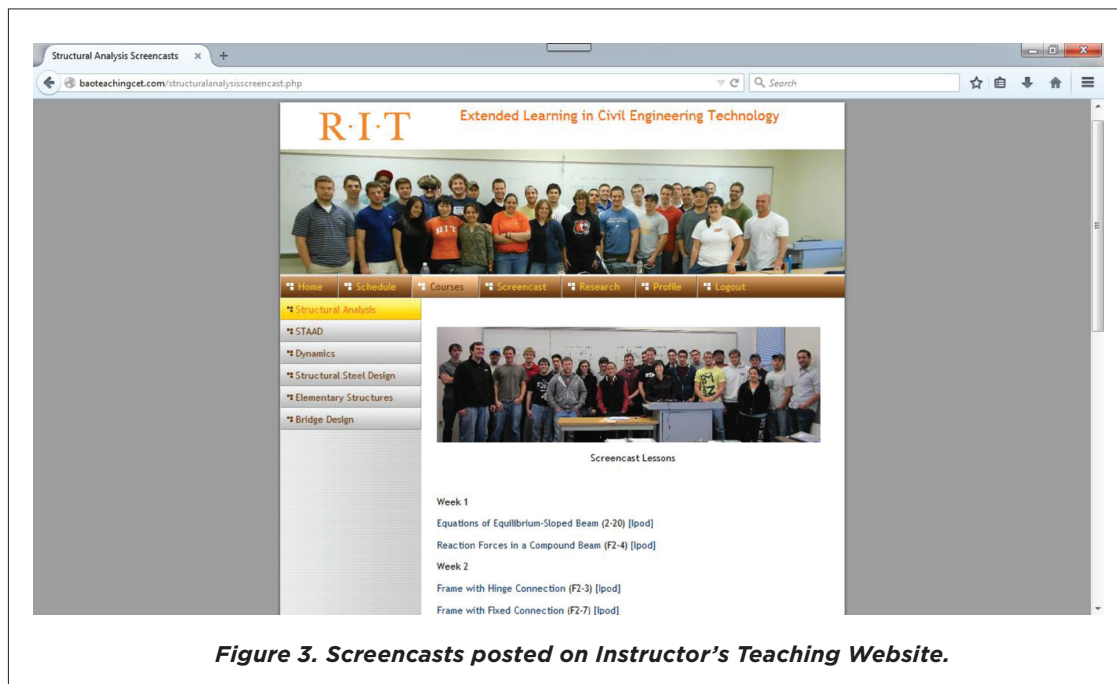 Structural Analysis Screencasts
baoteachingcet.com/structuralanalysisscreencast.php
Search
R·I·T
Extended Learning in Civil Engineering Technology
RIT
Home Schedule Courses Screencast Research Profile Logout
Structural Analysis
STAAD
Dynamics
Structural Steel Design
Elementary Structures
Bridge Design
Screencast Lessons
Week 1
Equations of Equilibrium-Sloped Beam (2-20) [Ipod]
Reaction Forces in a Compound Beam (F2-4) [Ipod]
Week 2
Frame with Hinge Connection (F2-3) [Ipod]
Frame with Fixed Connection (F2-7) [Ipod]
Figure 3. Screencasts posted on Instructor's Teaching Website.